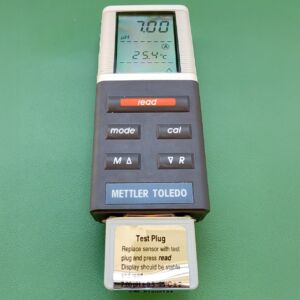 7.00
pH
A
25.4°C
read
mode cal
M Δ ∇ R
METTLER TOLEDO
Test Plug
Replace sensor with test
plug and press read
Display should be stable